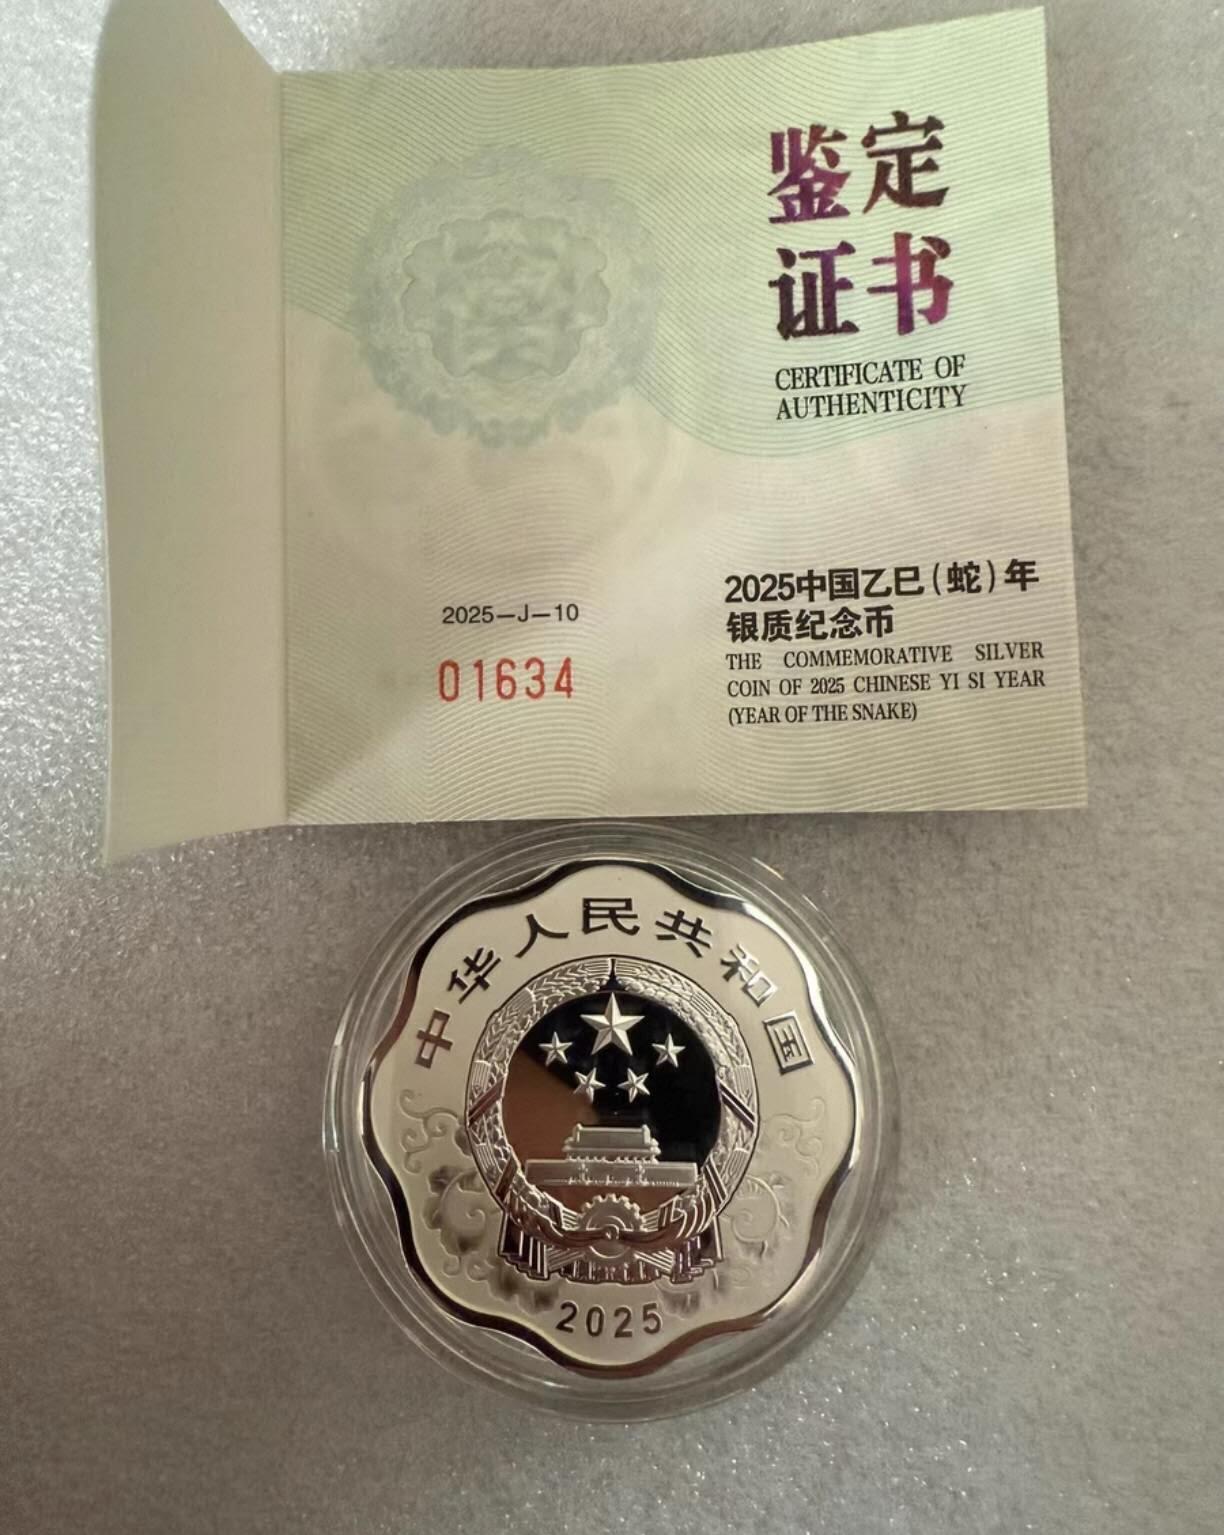 鉴定
证书
CERTIFICATE OF
AUTHENTICITY
2025中国乙巳（蛇）年
银质纪念币
THE COMMEMORATIVE SILVER
COIN OF 2025 CHINESE YI SI YEAR
(YEAR OF THE SNAKE)
2025—J—10
01634
中华人民共和国
2025